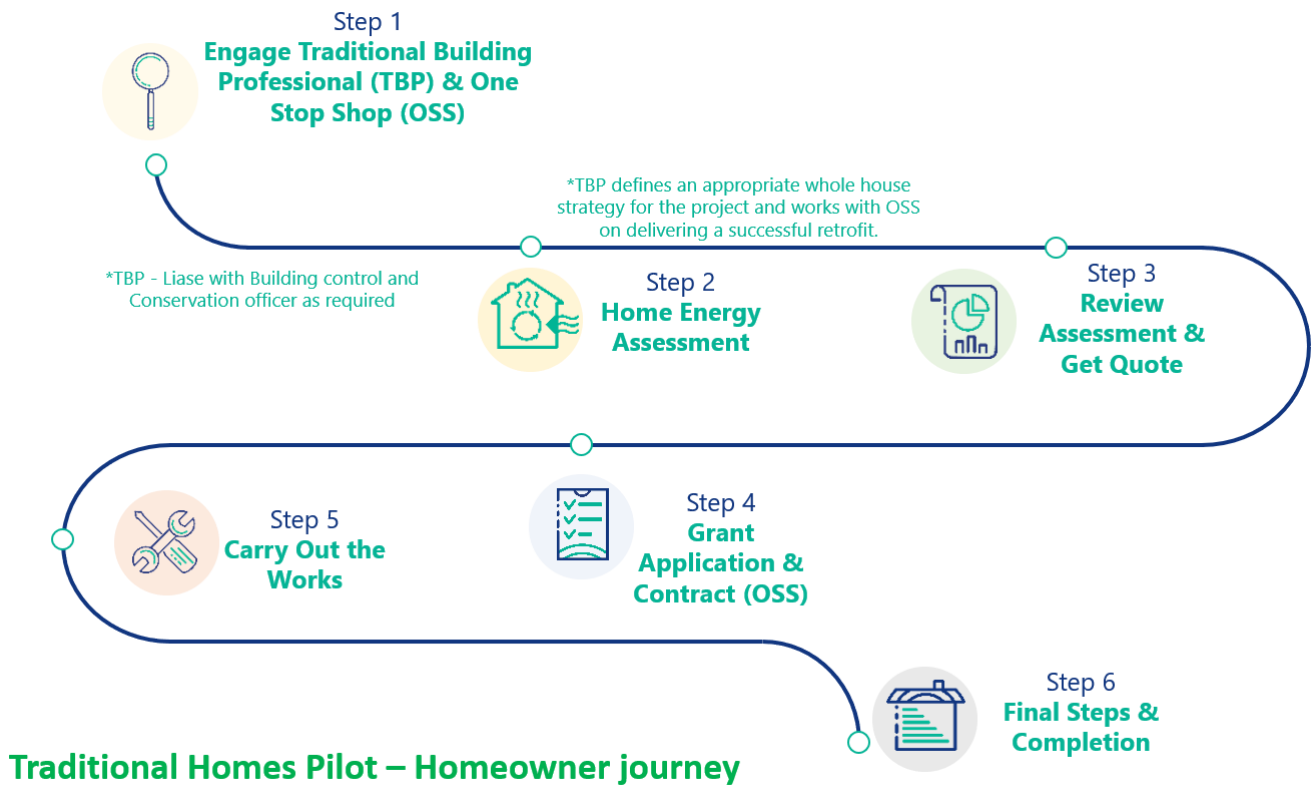 Step 1
Engage Traditional Building
Professional (TBP) & One
Stop Shop (OSS)
*TBP defines an appropriate whole house
strategy for the project and works with OSS
on delivering a successful retrofit.
*TBP - Liase with Building control and
Conservation officer as required
Step 2
Home Energy
Assessment
Step 3
Review
Assessment &
Get Quote
Step 4
Grant
Application &
Contract (OSS)
Step 5
Carry Out the
Works
Step 6
Final Steps &
Completion
Traditional Homes Pilot – Homeowner journey